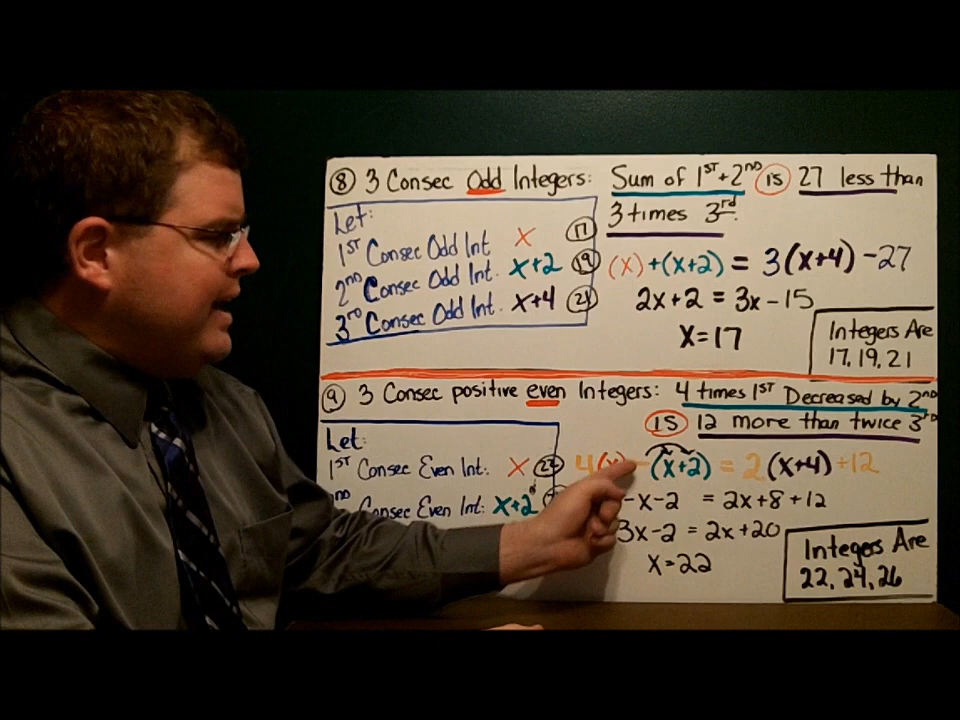 ⑧ 3 Consec Odd Integers: Sum of 1ST + 2nd is 27 less than
3 times 3rd.
Let:
1ST Consec Odd Int x 17
2nd Consec Odd Int. x+2 19
3rd Consec Odd Int. x+4 21
(x)+(x+2) = 3(x+4) -27
2x+2 = 3x-15
x=17
Integers Are
17, 19, 21
⑨ 3 Consec positive even Integers: 4 times 1ST Decreased by 2nd
is 12 more than twice 3rd
Let:
1ST Consec Even Int: x 22
Consec Even Int: x+2
4(x) - (x+2) = 2(x+4)+12
-x-2 = 2x+8+12
3x-2 = 2x+20
x=22
Integers Are
22, 24, 26